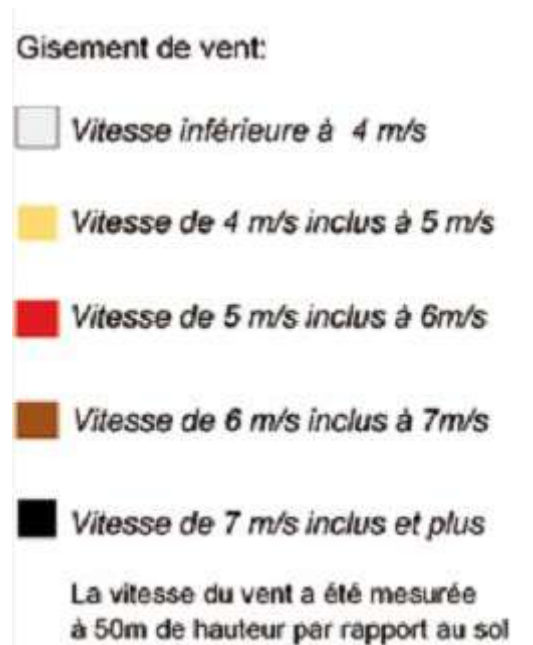 Gisement de vent:
Vitesse inférieure à 4 m/s
Vitesse de 4 m/s inclus à 5 m/s
Vitesse de 5 m/s inclus à 6m/s
Vitesse de 6 m/s inclus à 7m/s
Vitesse de 7 m/s inclus et plus
La vitesse du vent a été mesurée
à 50m de hauteur par rapport au sol